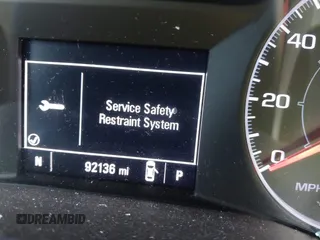 Service Safety
Restraint System
N 92136 mi P
40
20
0
MPH
DREAMBID